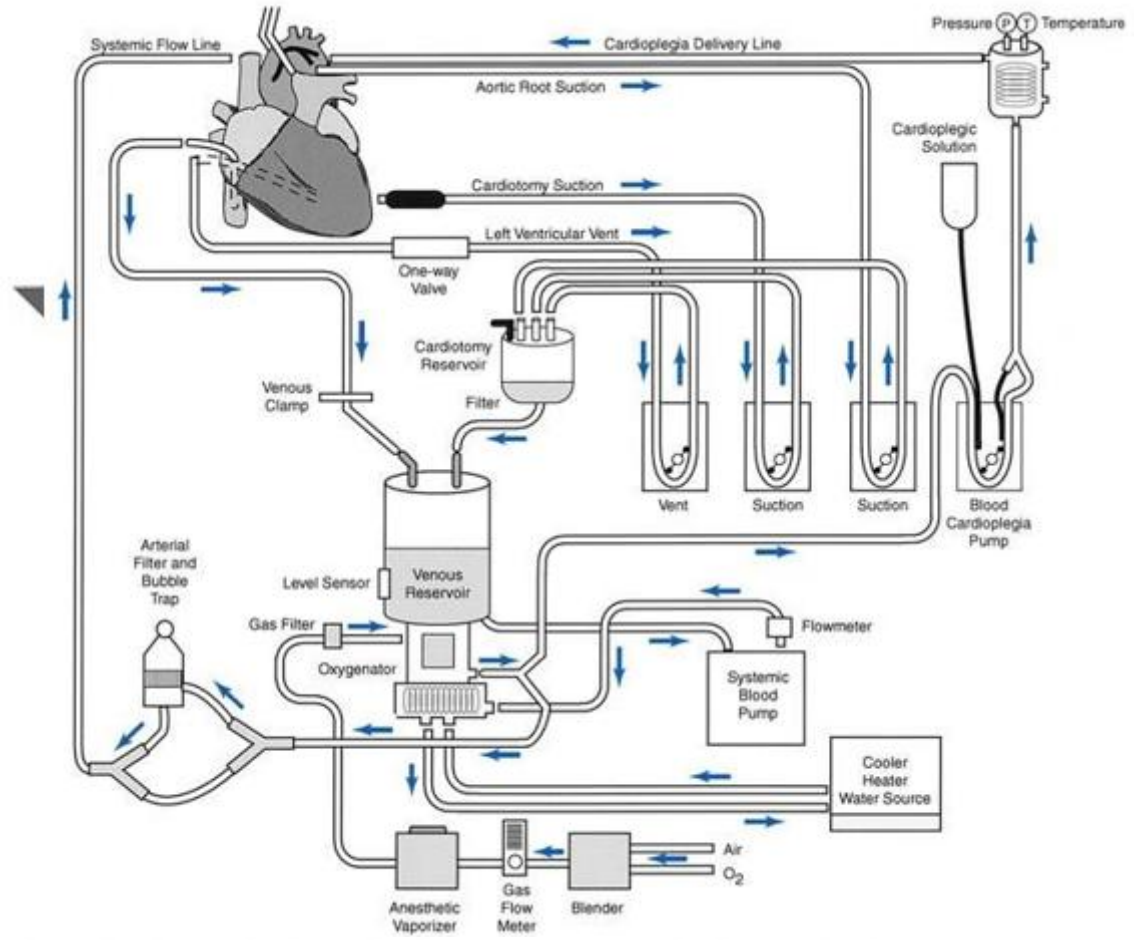 Pressure P T Temperature
Systemic Flow Line
Cardioplegia Delivery Line
Aortic Root Suction
Cardioplegic
Solution
Cardiotomy Suction
Left Ventricular Vent
One-way
Valve
Cardiotomy
Reservoir
Venous
Clamp
Filter
Vent
Suction
Suction
Blood
Cardioplegia
Pump
Arterial
Filter and
Bubble
Trap
Level Sensor
Venous
Reservoir
Gas Filter
Flowmeter
Oxygenator
Systemic
Blood
Pump
Cooler
Heater
Water Source
Air
O2
Anesthetic
Vaporizer
Gas
Flow
Meter
Blender